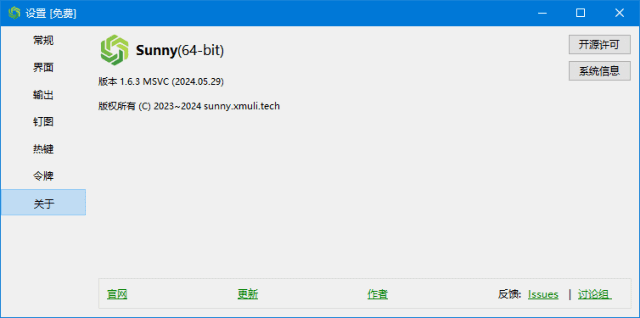 设置 [免费]
常规
界面
输出
钉图
热键
令牌
关于
Sunny(64-bit)
版本 1.6.3 MSVC (2024.05.29)
版权所有 (C) 2023~2024 sunny.xmuli.tech
开源许可
系统信息
官网 更新 作者 反馈: Issues | 讨论组